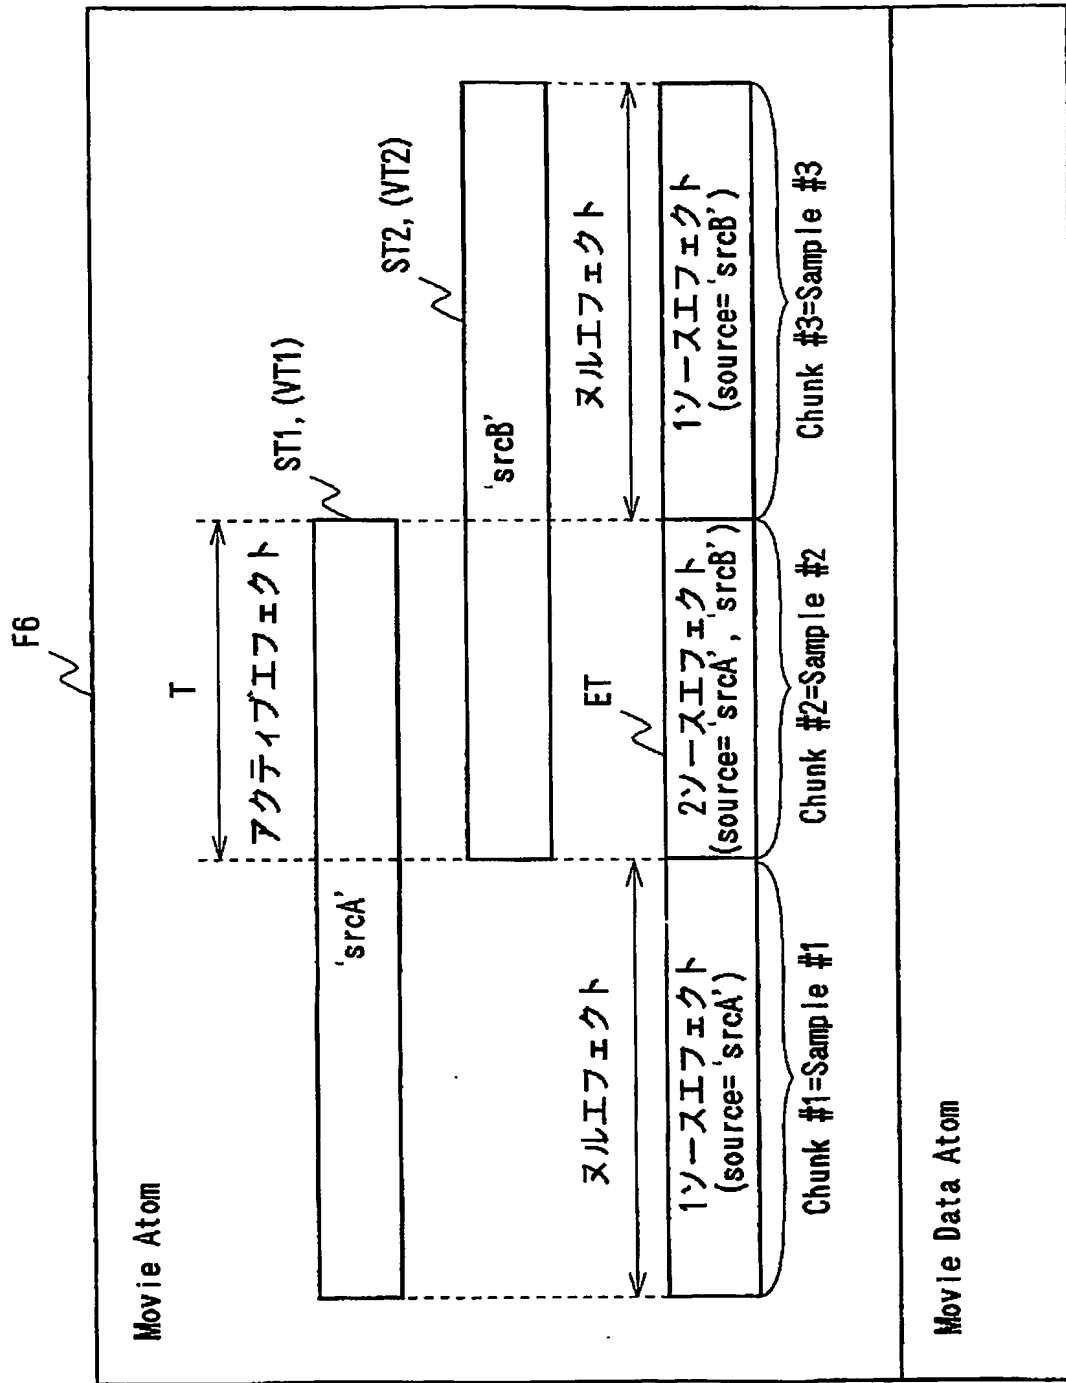 F6
Movie Atom
T
アクティブエフェクト
ST1, (VT1)
'srcA'
ST2, (VT2)
'srcB'
ヌルエフェクト
ET
ヌルエフェクト
1ソースエフェクト
(source='srcA')
2ソースエフェクト
(source='srcA', 'srcB')
1ソースエフェクト
(source='srcB')
Chunk #1=Sample #1
Chunk #2=Sample #2
Chunk #3=Sample #3
Movie Data Atom